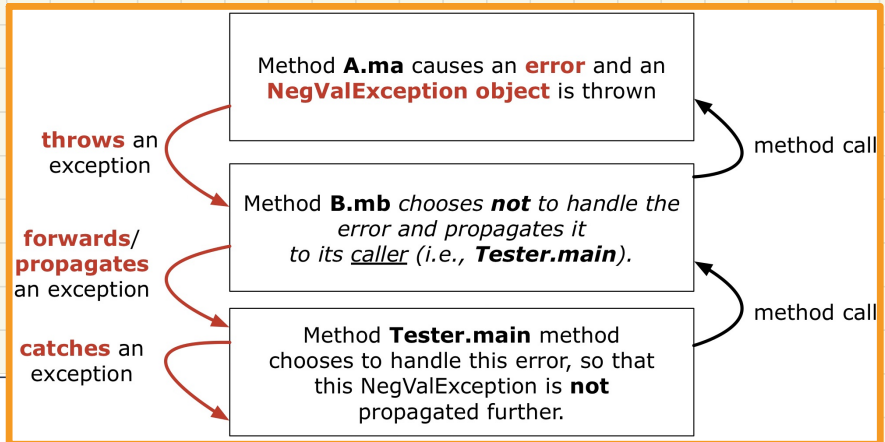 Method A.ma causes an error and an
NegValException object is thrown
throws an
exception
method call
Method B.mb chooses not to handle the
error and propagates it
to its caller (i.e., Tester.main).
forwards/
propagates
an exception
method call
Method Tester.main method
chooses to handle this error, so that
this NegValException is not
propagated further.
catches an
exception